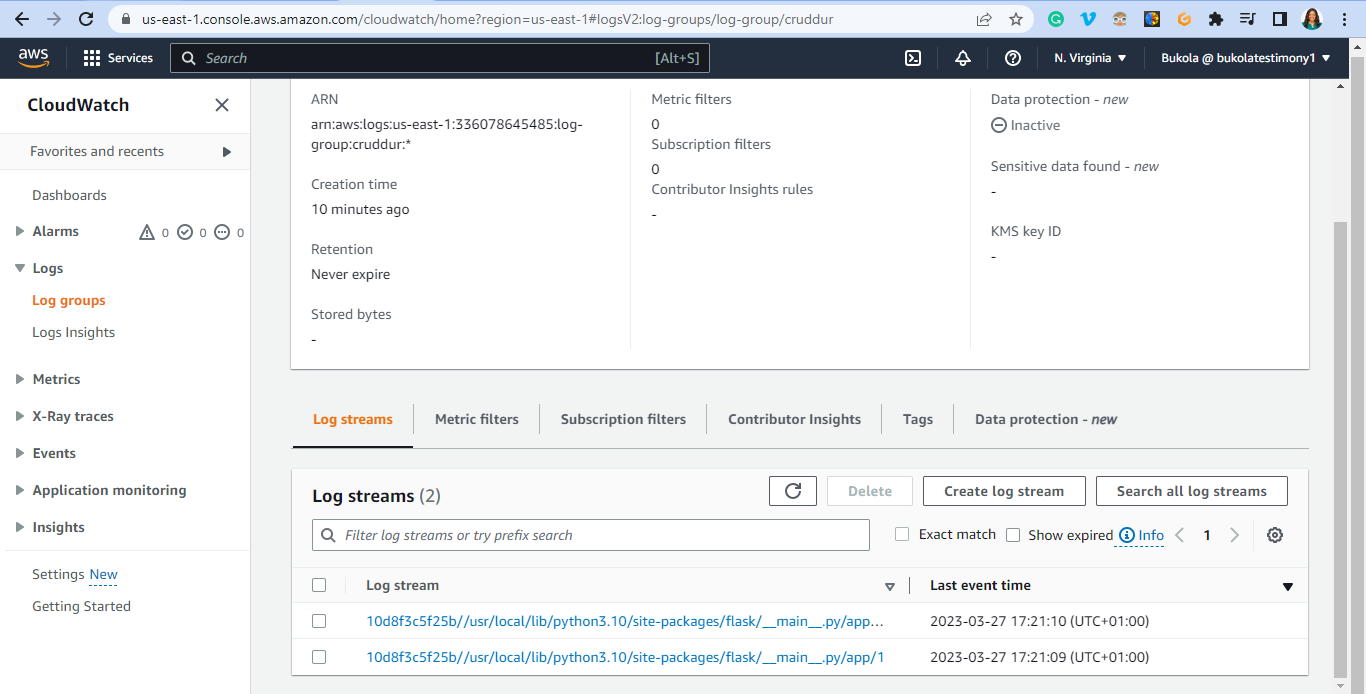 us-east-1.console.aws.amazon.com/cloudwatch/home?region=us-east-1#logsV2:log-groups/log-group/cruddur
aws Services Search [Alt+S] N. Virginia Bukola @ bukolatestimony1
CloudWatch
Favorites and recents
Dashboards
Alarms 0 0 0
Logs
Log groups
Logs Insights
Metrics
X-Ray traces
Events
Application monitoring
Insights
Settings New
Getting Started
ARN
arn:aws:logs:us-east-1:336078645485:log-
group:cruddur:*
Creation time
10 minutes ago
Retention
Never expire
Stored bytes
-
Metric filters
0
Subscription filters
0
Contributor Insights rules
-
Data protection - new
Inactive
Sensitive data found - new
-
KMS key ID
-
Log streams Metric filters Subscription filters Contributor Insights Tags Data protection - new
Log streams (2) Delete Create log stream Search all log streams
Filter log streams or try prefix search Exact match Show expired Info 1
Log stream Last event time
10d8f3c5f25b//usr/local/lib/python3.10/site-packages/flask/__main__.py/app... 2023-03-27 17:21:10 (UTC+01:00)
10d8f3c5f25b//usr/local/lib/python3.10/site-packages/flask/__main__.py/app/1 2023-03-27 17:21:09 (UTC+01:00)